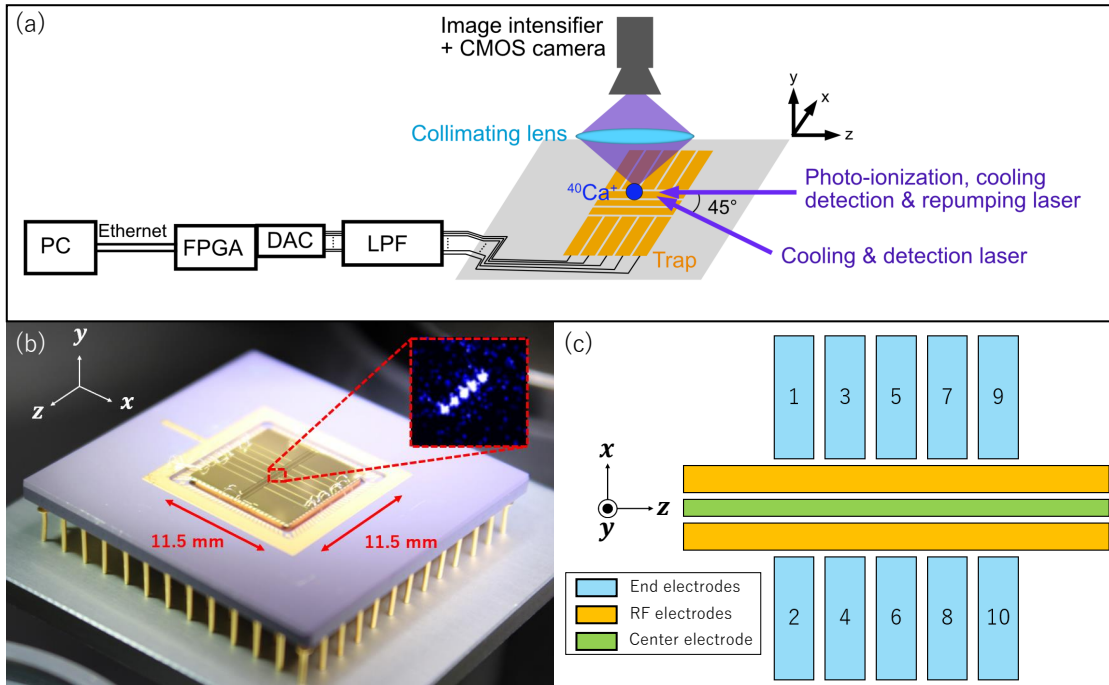 (a)
Image intensifier
+ CMOS camera
y
x
z
Collimating lens
⁴⁰Ca⁺
Photo-ionization, cooling
detection & repumping laser
45°
PC
Ethernet
FPGA
DAC
LPF
Trap
Cooling & detection laser
(b)
y
z
x
11.5 mm
11.5 mm
(c)
1
3
5
7
9
x
y
z
2
4
6
8
10
End electrodes
RF electrodes
Center electrode